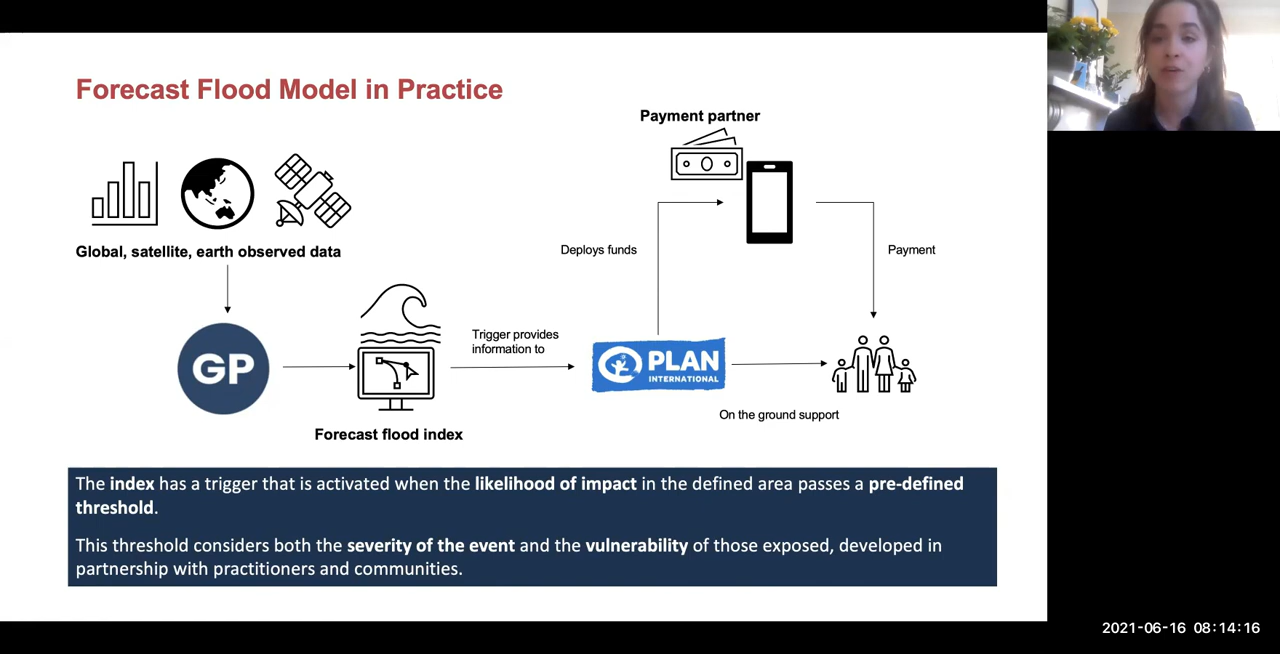 Forecast Flood Model in Practice
Payment partner
Global, satellite, earth observed data
Deploys funds
Payment
GP
Trigger provides
information to
PLAN
INTERNATIONAL
On the ground support
Forecast flood index
The index has a trigger that is activated when the likelihood of impact in the defined area passes a pre-defined
threshold.
This threshold considers both the severity of the event and the vulnerability of those exposed, developed in
partnership with practitioners and communities.
2021-06-16 08:14:16